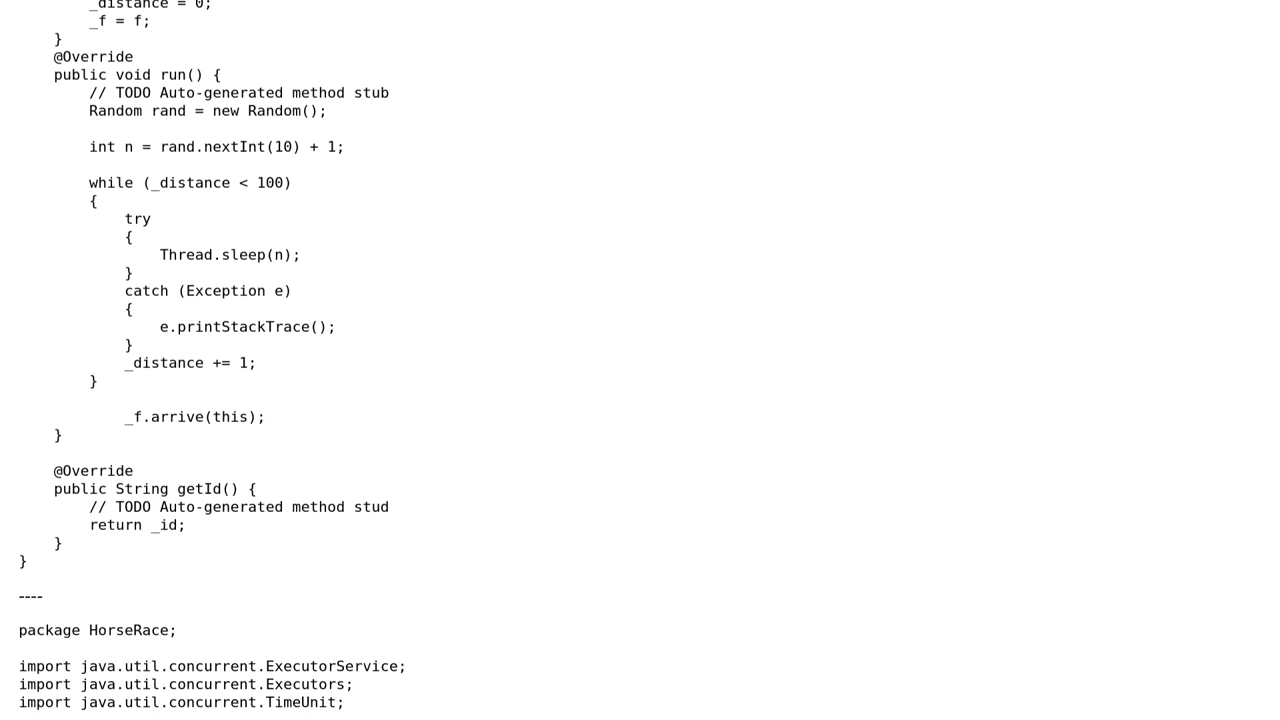 _distance = 0;
_f = f;
}
@Override
public void run() {
// TODO Auto-generated method stub
Random rand = new Random();
int n = rand.nextInt(10) + 1;
while (_distance < 100)
{
try
{
Thread.sleep(n);
}
catch (Exception e)
{
e.printStackTrace();
}
_distance += 1;
}
_f.arrive(this);
}
@Override
public String getId() {
// TODO Auto-generated method stud
return _id;
}
}
----
package HorseRace;
import java.util.concurrent.ExecutorService;
import java.util.concurrent.Executors;
import java.util.concurrent.TimeUnit;